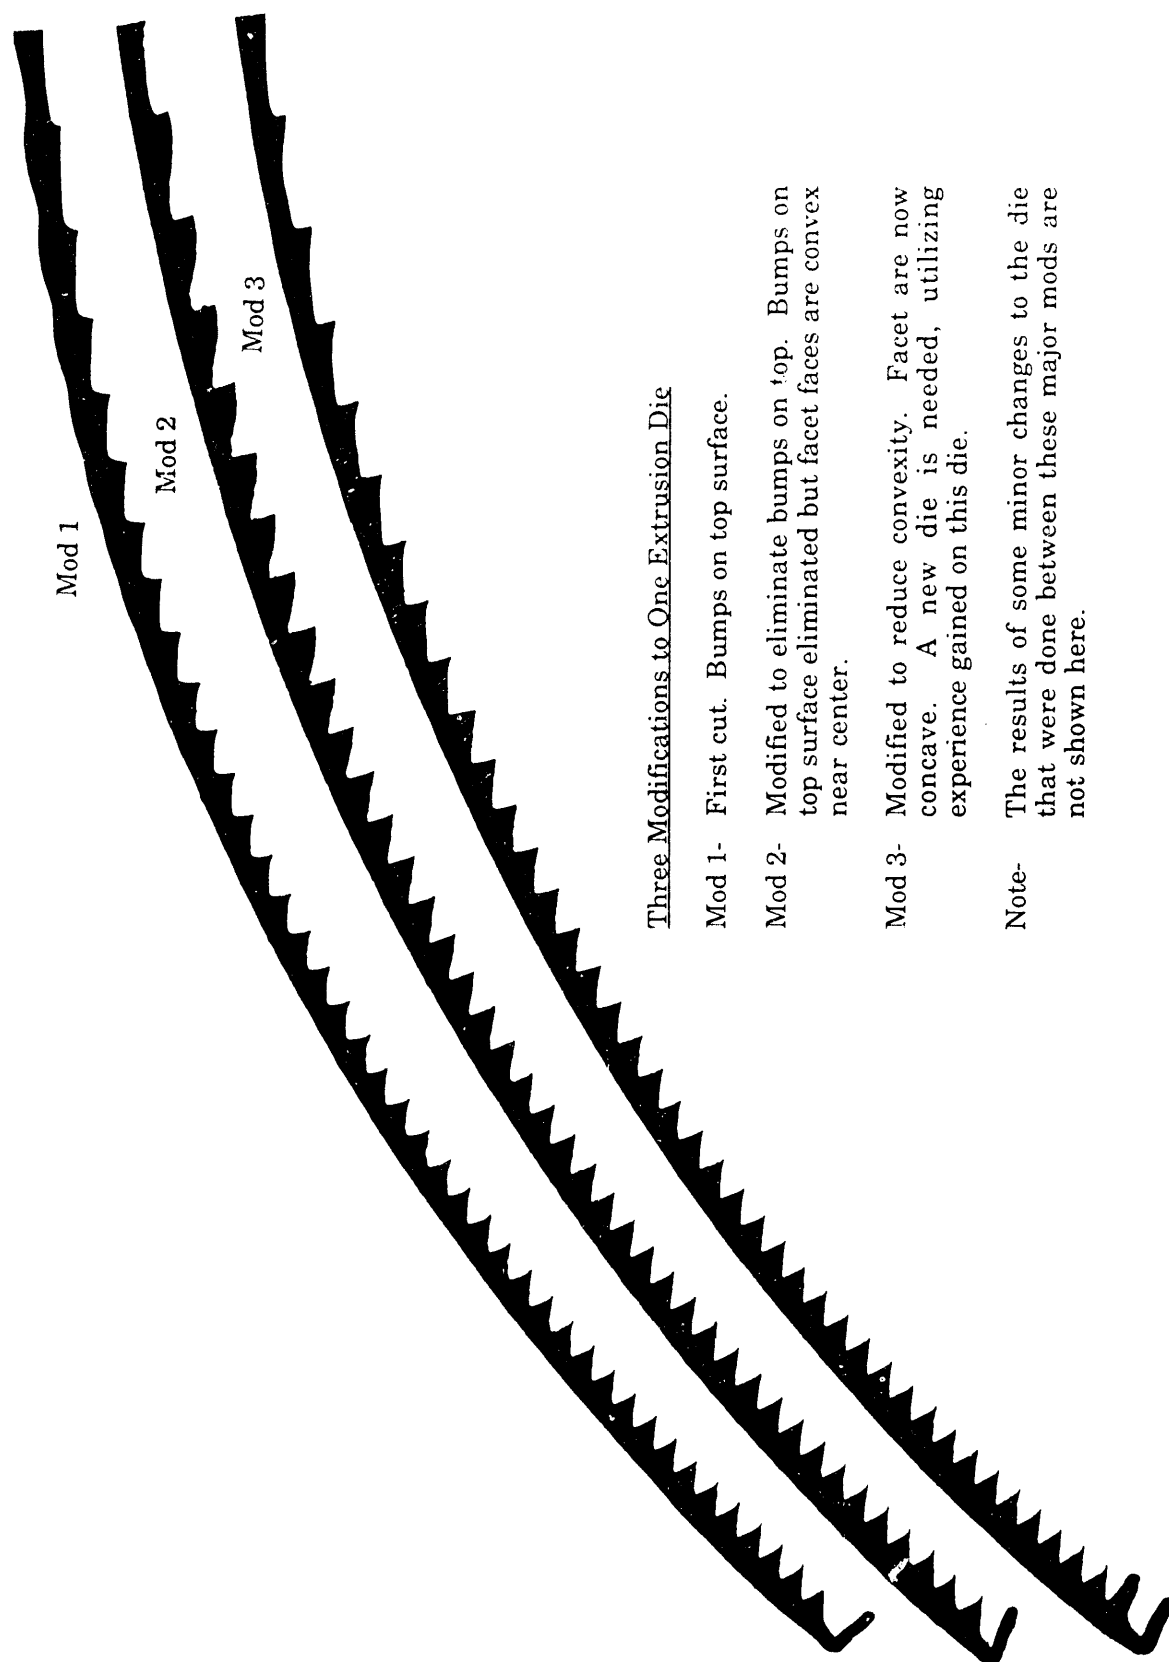 Mod 1
Mod 2
Mod 3
Three Modifications to One Extrusion Die
Mod 1- First cut. Bumps on top surface.
Mod 2- Modified to eliminate bumps on top. Bumps on
top surface eliminated but facet faces are convex
near center.
Mod 3- Modified to reduce convexity. Facet are now
concave. A new die is needed, utilizing
experience gained on this die.
Note- The results of some minor changes to the die
that were done between these major mods are
not shown here.